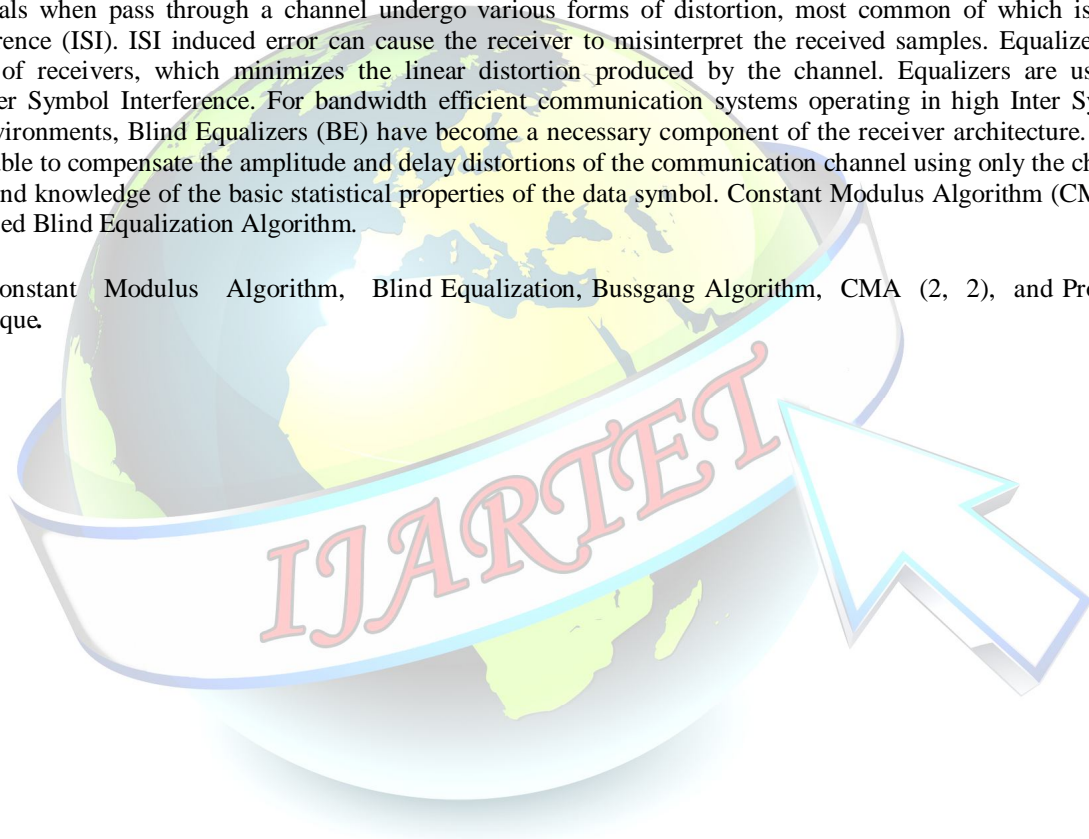 als when pass through a channel undergo various forms of distortion, most common of which is
rence (ISI). ISI induced error can cause the receiver to misinterpret the received samples. Equalize
of receivers, which minimizes the linear distortion produced by the channel. Equalizers are us
er Symbol Interference. For bandwidth efficient communication systems operating in high Inter Sy
vironments, Blind Equalizers (BE) have become a necessary component of the receiver architecture.
able to compensate the amplitude and delay distortions of the communication channel using only the ch
nd knowledge of the basic statistical properties of the data symbol. Constant Modulus Algorithm (CM
ed Blind Equalization Algorithm.
onstant Modulus Algorithm, Blind Equalization, Bussgang Algorithm, CMA (2, 2), and Pro
que.
IJARTET